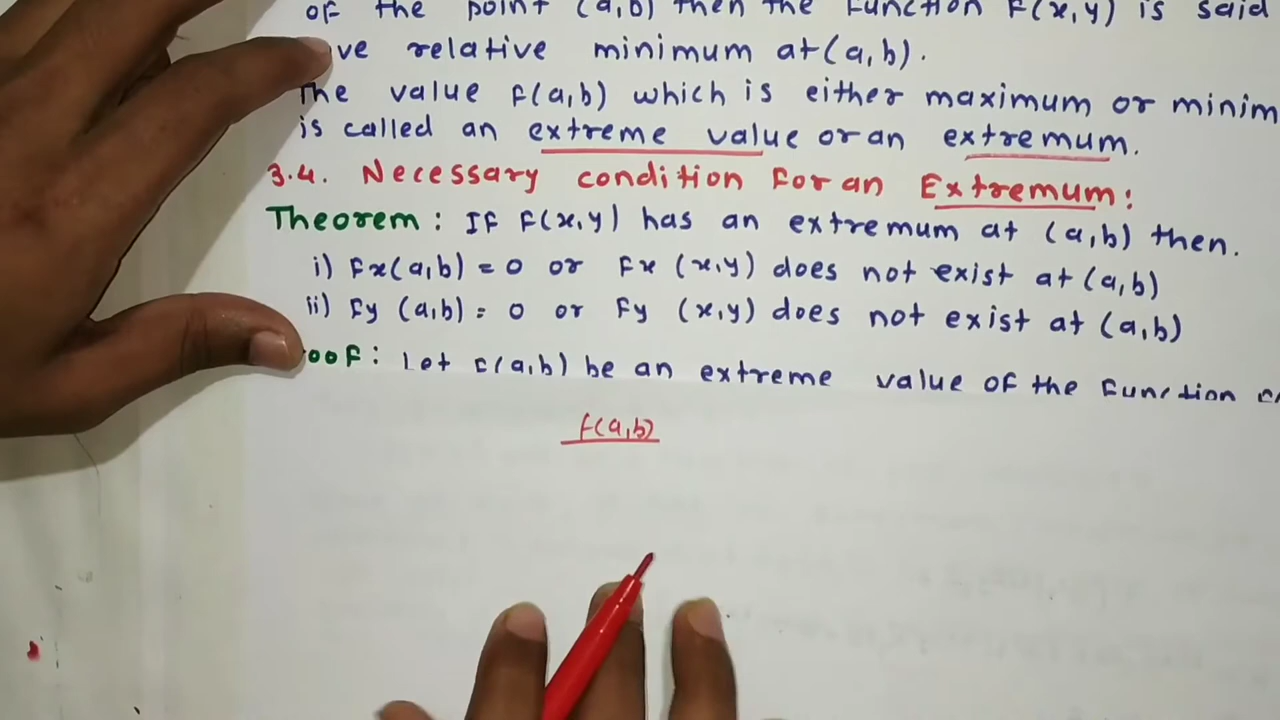 of the point (a,b) then the function f(x,y) is said
ve relative minimum at (a,b).
The value f(a,b) which is either maximum or minim
is called an extreme value or an extremum.
3.4. Necessary condition for an Extremum:
Theorem: If f(x,y) has an extremum at (a,b) then.
i) fx(a,b) = 0 or fx (x,y) does not exist at (a,b)
ii) fy (a,b) = 0 or fy (x,y) does not exist at (a,b)
oof: Let f(a,b) be an extreme value of the function
f(a,b)